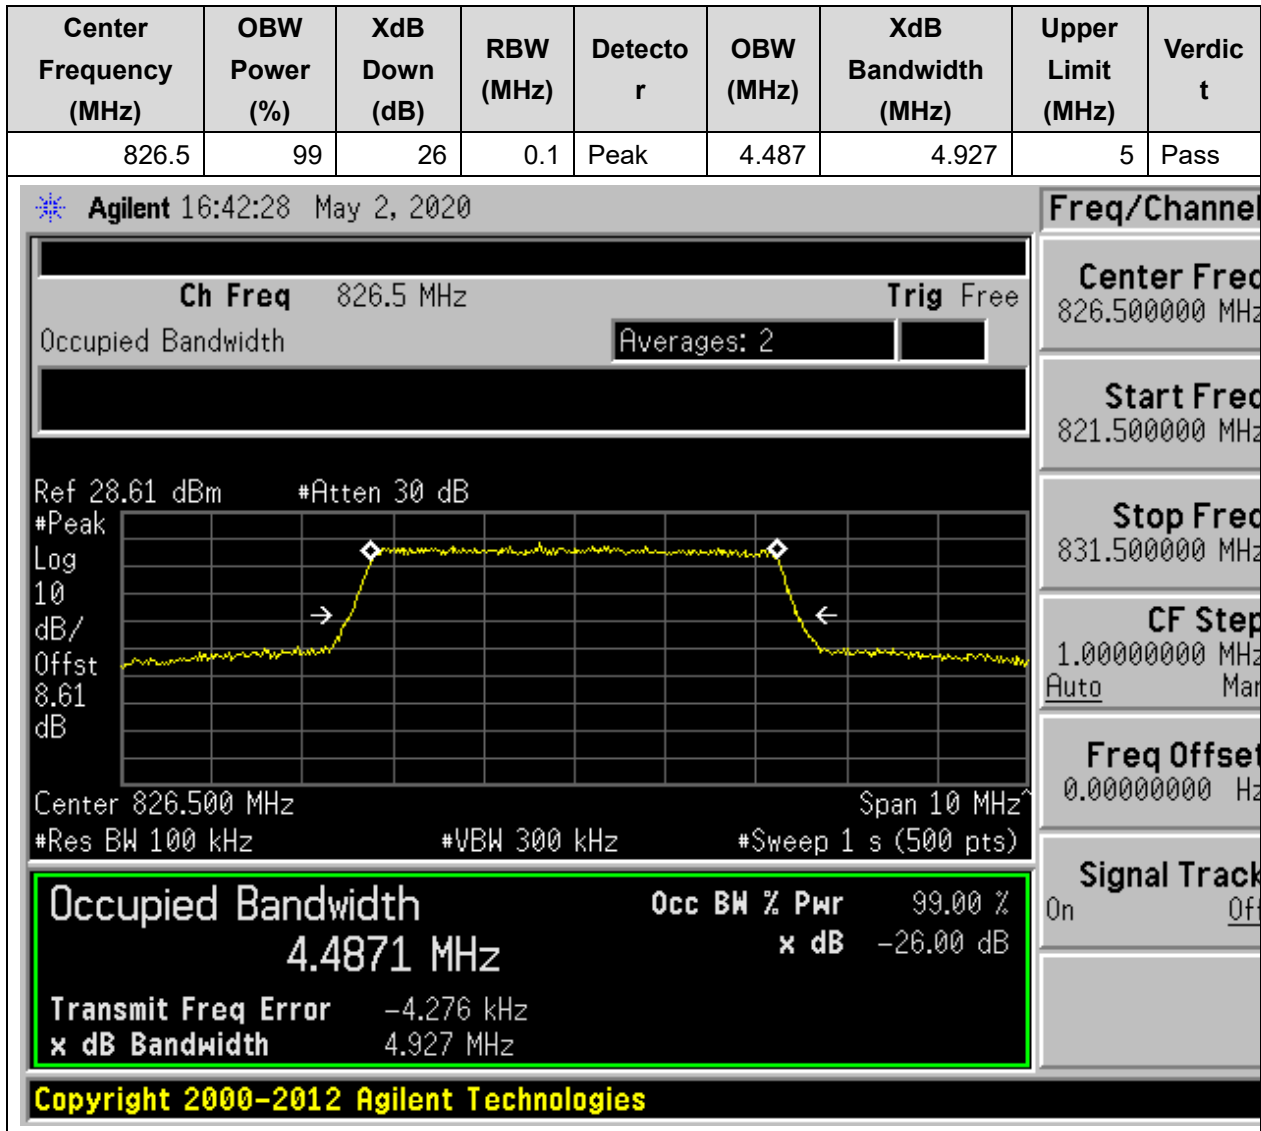 Center Frequency (MHz) OBW Power (%) XdB Down (dB) RBW (MHz) Detector OBW (MHz) XdB Bandwidth (MHz) Upper Limit (MHz) Verdict
826.5 99 26 0.1 Peak 4.487 4.927 5 Pass
Agilent 16:42:28 May 2, 2020
Freq/Channel
Ch Freq 826.5 MHz Trig Free
Occupied Bandwidth Averages: 2
Center Freq
826.500000 MHz
Start Freq
821.500000 MHz
Stop Freq
831.500000 MHz
CF Step
1.00000000 MHz
Auto Man
Freq Offset
0.00000000 Hz
Signal Track
On Off
Ref 28.61 dBm #Atten 30 dB
#Peak
Log
10
dB/
Offst
8.61
dB
Center 826.500 MHz Span 10 MHz^
#Res BW 100 kHz #VBW 300 kHz #Sweep 1 s (500 pts)
Occupied Bandwidth Occ BW % Pwr 99.00 %
4.4871 MHz x dB -26.00 dB
Transmit Freq Error -4.276 kHz
x dB Bandwidth 4.927 MHz
Copyright 2000-2012 Agilent Technologies